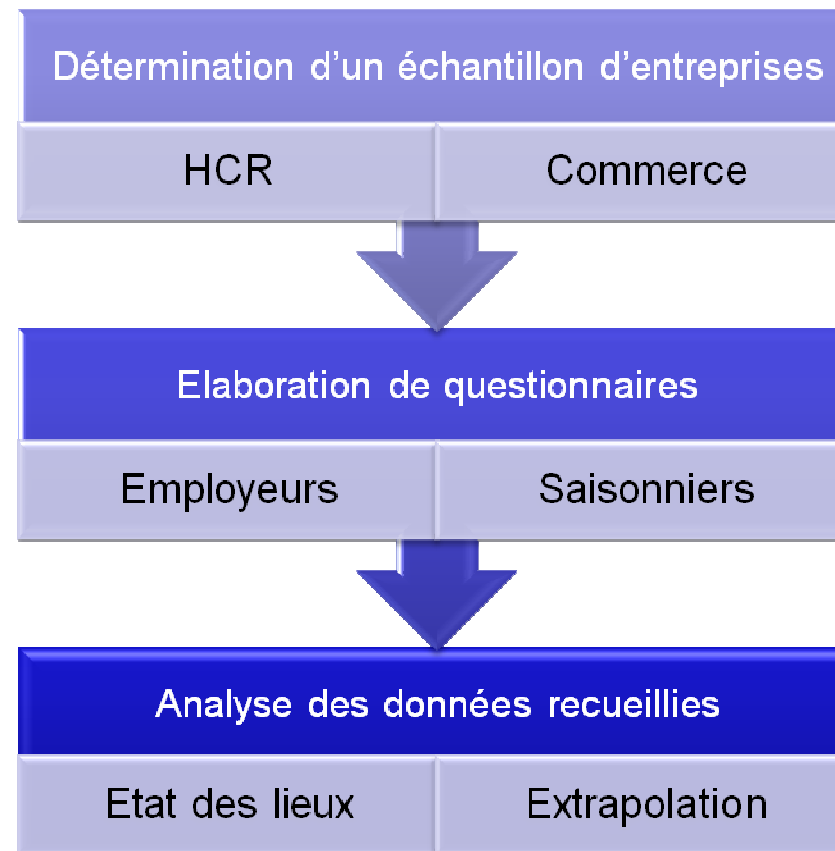 Détermination d’un échantillon d’entreprises
HCR Commerce
Elaboration de questionnaires
Employeurs Saisonniers
Analyse des données recueillies
Etat des lieux Extrapolation